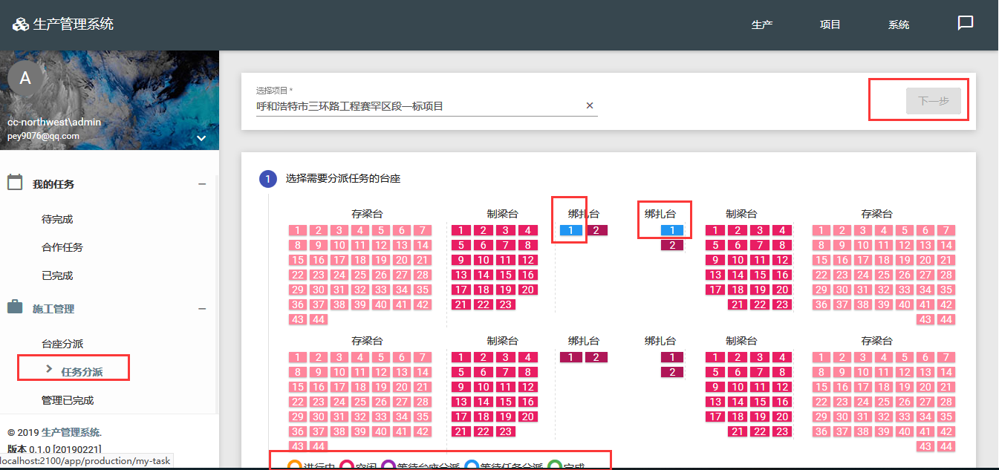 生产管理系统 生产 项目 系统
A
cc-northwest\admin
pey9076@qq.com
选择项目 *
呼和浩特市三环路工程赛罕区段一标项目 ×
下一步
我的任务
待完成
合作任务
已完成
施工管理
台座分派
任务分派
管理已完成
© 2019 生产管理系统.
版本 0.1.0 [20190221]
localhost:2100/app/production/my-task
1 选择需要分派任务的台座
存梁台 制梁台 绑扎台 绑扎台 制梁台 存梁台
1 2 3 4 5 6 7 1 2 3 4 1 2 1 1 2 3 4 1 2 3 4 5 6 7
8 9 10 11 12 13 14 5 6 7 8 2 5 6 7 8 8 9 10 11 12 13 14
15 16 17 18 19 20 21 9 10 11 12 9 10 11 12 15 16 17 18 19 20 21
22 23 24 25 26 27 28 13 14 15 16 13 14 15 16 22 23 24 25 26 27 28
29 30 31 32 33 34 35 17 18 19 20 17 18 19 20 29 30 31 32 33 34 35
36 37 38 39 40 41 42 21 22 23 21 22 23 36 37 38 39 40 41 42
43 44 43 44
存梁台 制梁台 绑扎台 绑扎台 制梁台 存梁台
1 2 3 4 5 6 7 1 2 3 4 1 2 1 1 2 3 4 1 2 3 4 5 6 7
8 9 10 11 12 13 14 5 6 7 8 2 5 6 7 8 8 9 10 11 12 13 14
15 16 17 18 19 20 21 9 10 11 12 9 10 11 12 15 16 17 18 19 20 21
22 23 24 25 26 27 28 13 14 15 16 13 14 15 16 22 23 24 25 26 27 28
29 30 31 32 33 34 35 17 18 19 20 17 18 19 20 29 30 31 32 33 34 35
36 37 38 39 40 41 42 21 22 23 21 22 23 36 37 38 39 40 41 42
43 44 43 44
进行中 空闲 等待台座分派 等待任务分派 完成